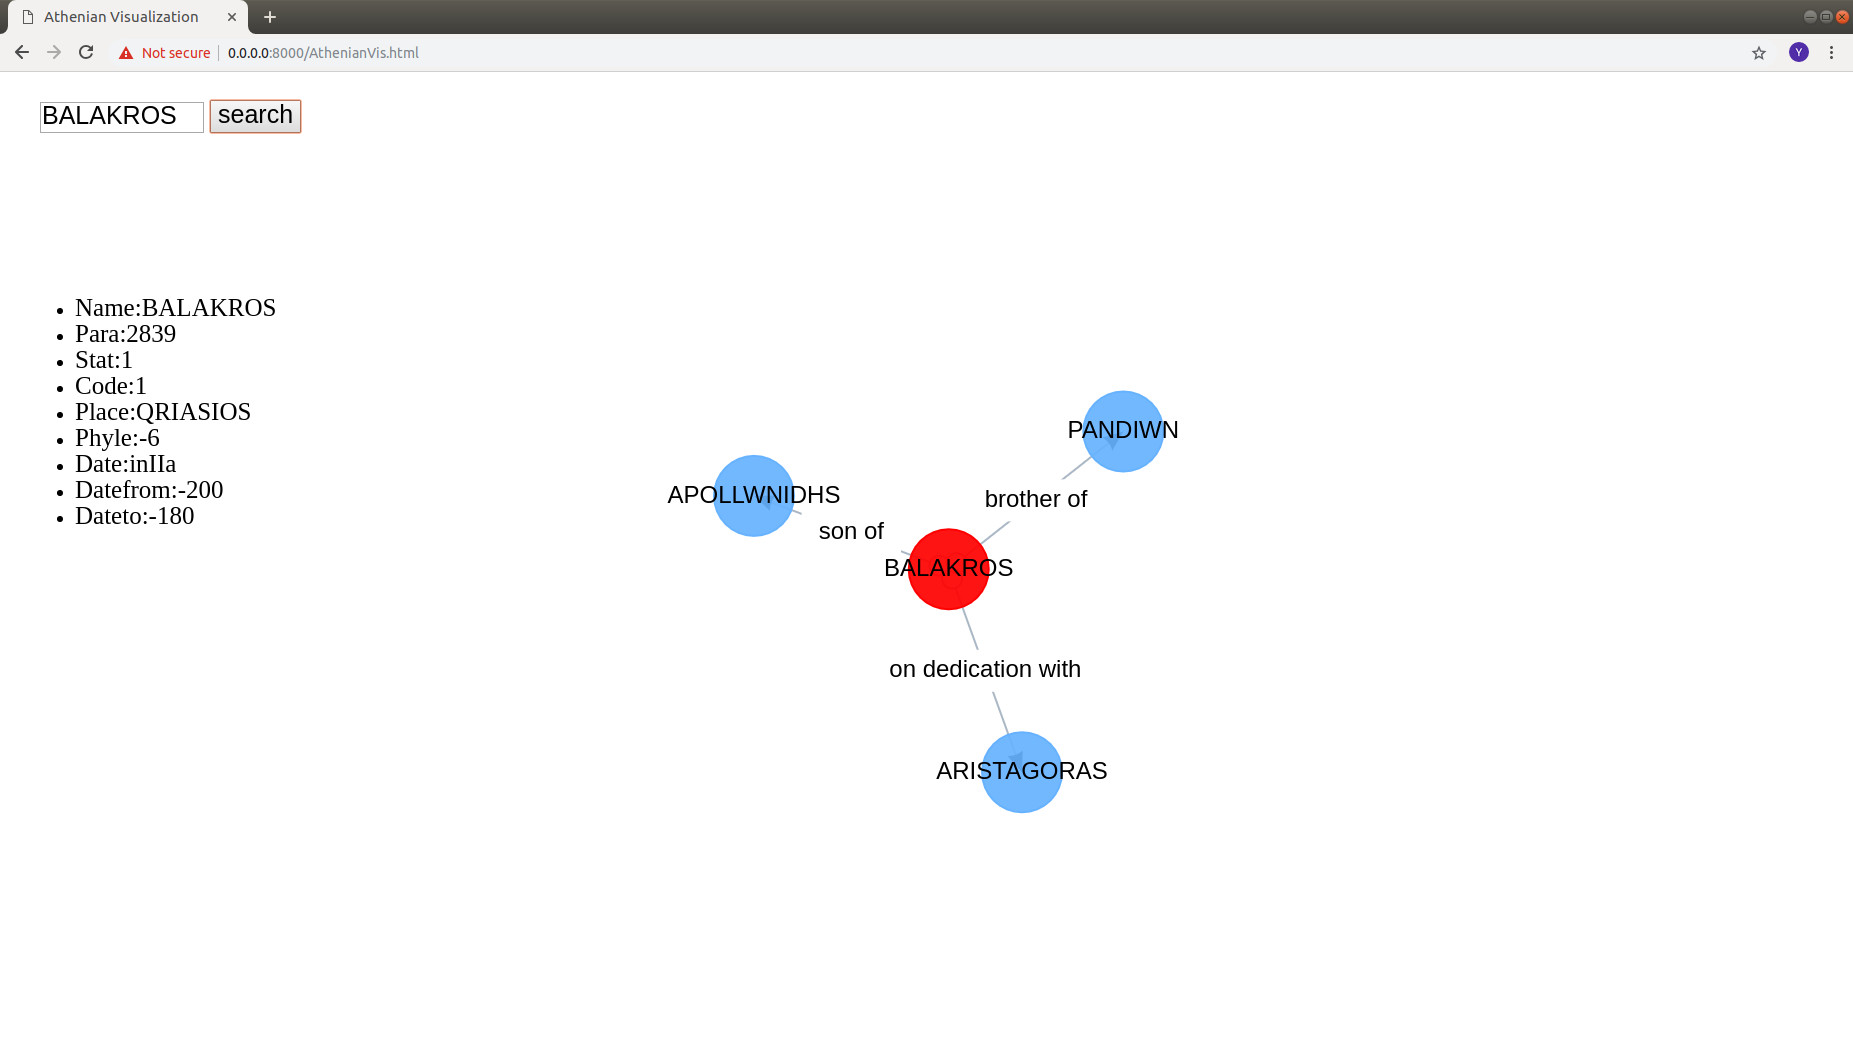 Athenian Visualization
Not secure 0.0.0.0:8000/AthenianVis.html
Y
BALAKROS search
Name:BALAKROS
Para:2839
Stat:1
Code:1
Place:QRIASIOS
Phyle:-6
Date:inIIa
Datefrom:-200
Dateto:-180
PANDIWN
APOLLWNIDHS
brother of
son of
BALAKROS
on dedication with
ARISTAGORAS